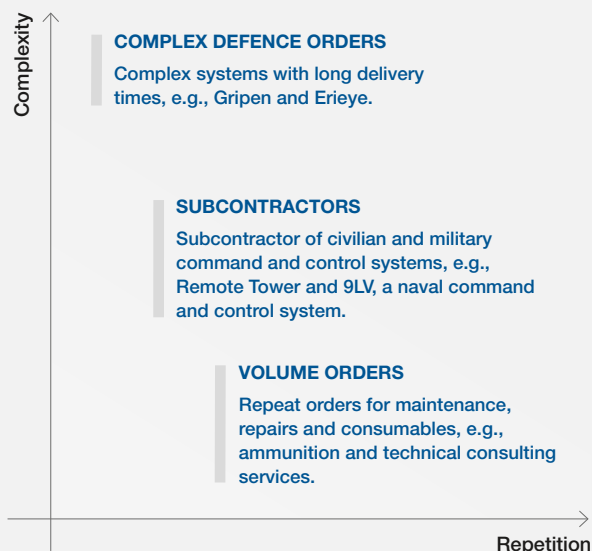 Complexity
COMPLEX DEFENCE ORDERS
Complex systems with long delivery
times, e.g., Gripen and Erieye.
SUBCONTRACTORS
Subcontractor of civilian and military
command and control systems, e.g.,
Remote Tower and 9LV, a naval command
and control system.
VOLUME ORDERS
Repeat orders for maintenance,
repairs and consumables, e.g.,
ammunition and technical consulting
services.
Repetition